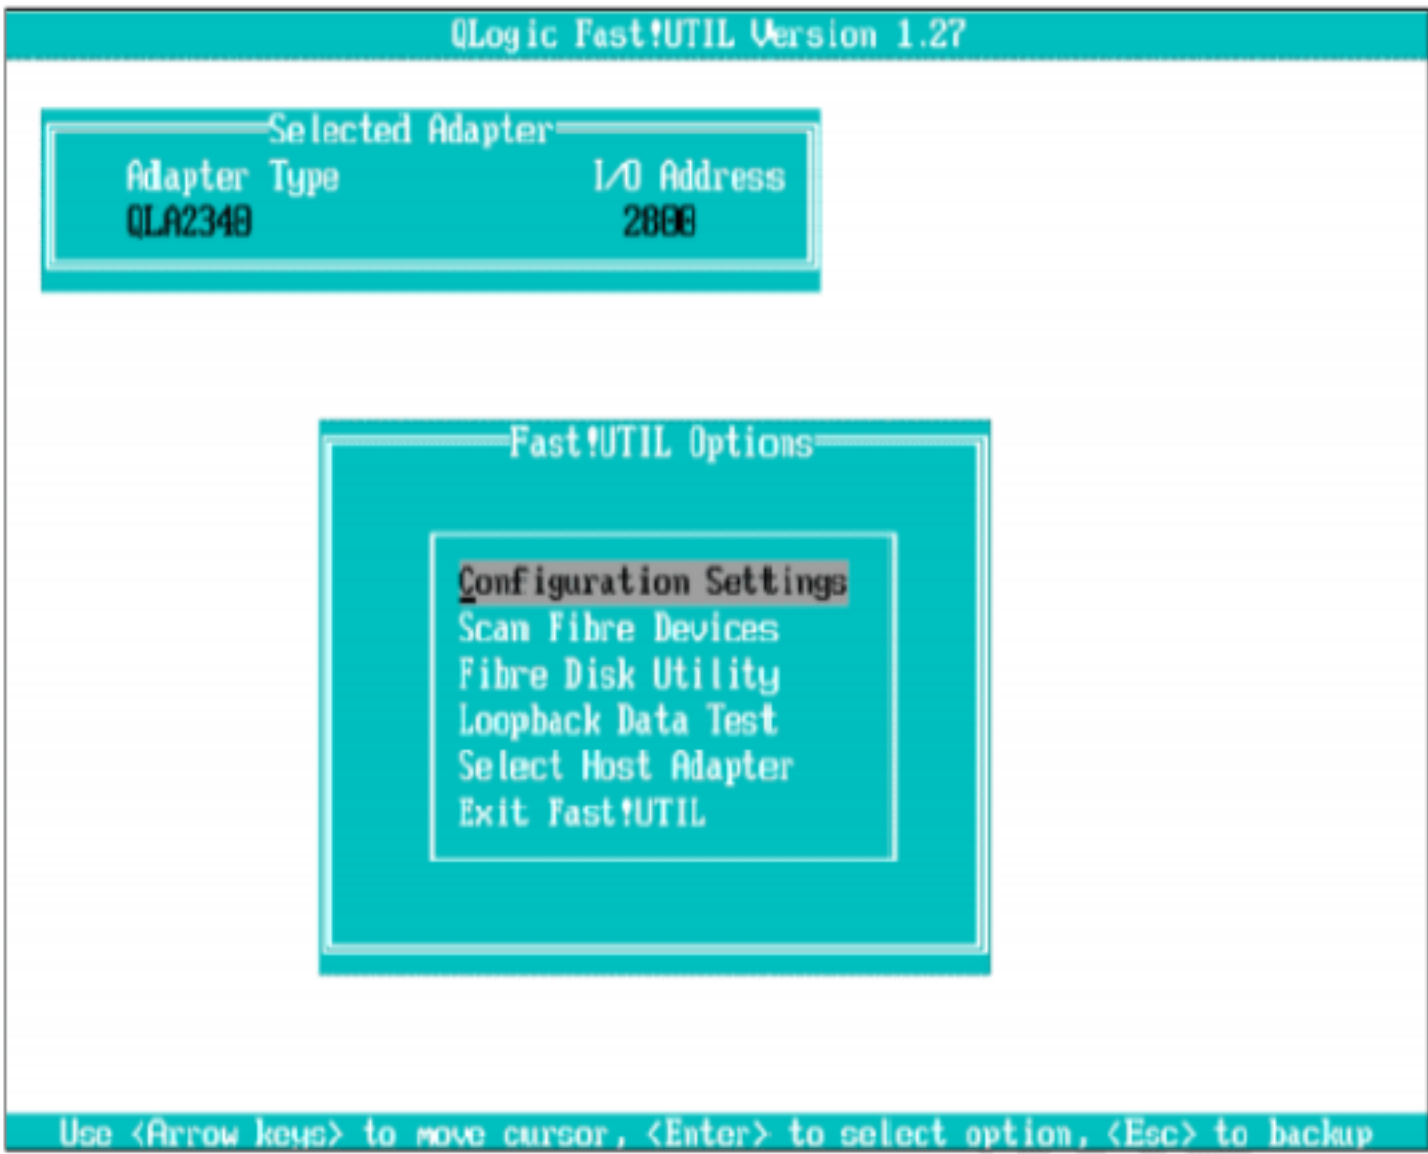 QLogic Fast!UTIL Version 1.27
Selected Adapter
Adapter Type I/O Address
QLA2340 2800
Fast!UTIL Options
Configuration Settings
Scan Fibre Devices
Fibre Disk Utility
Loopback Data Test
Select Host Adapter
Exit Fast!UTIL
Use <Arrow keys> to move cursor, <Enter> to select option, <Esc> to backup